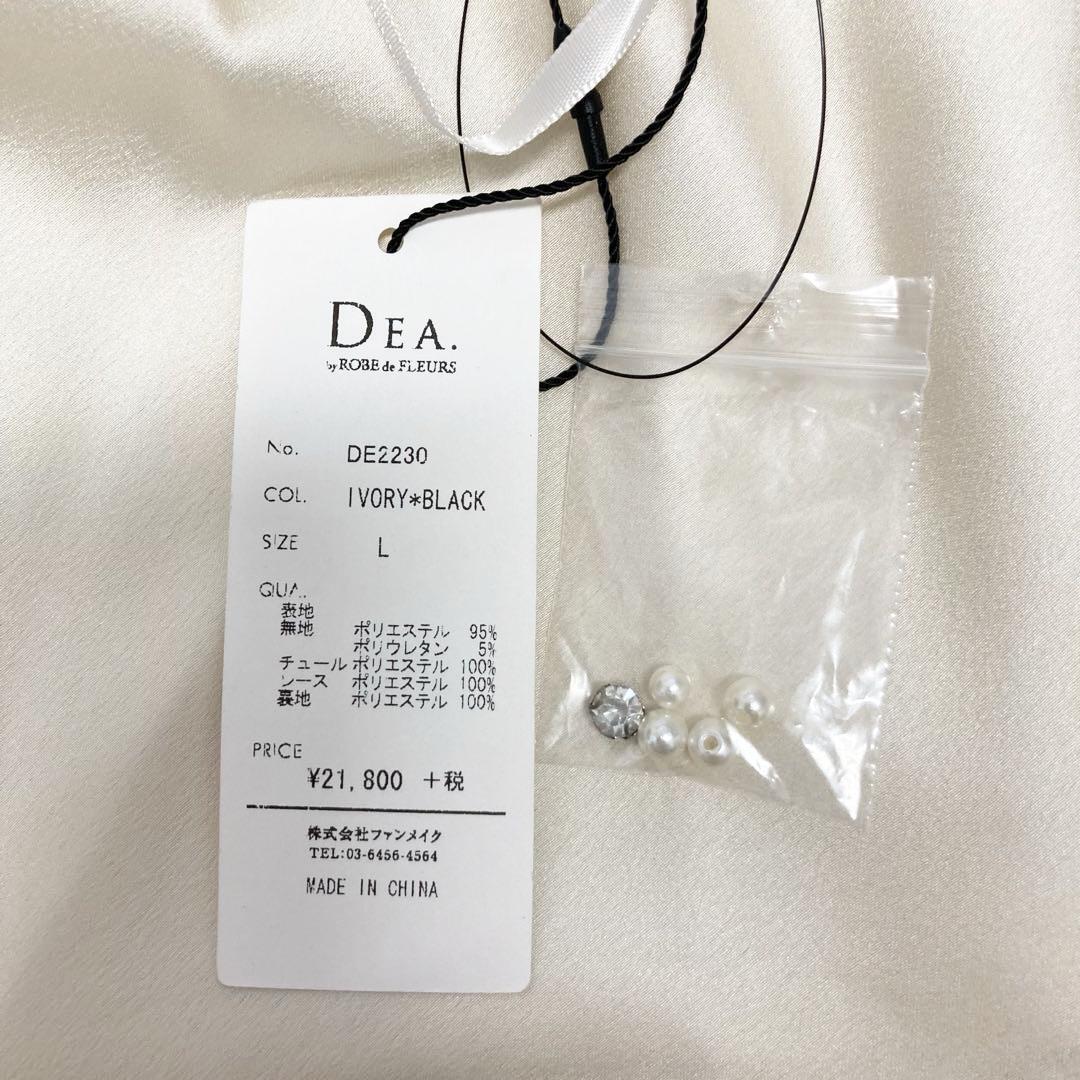 DEA.
by ROBE de FLEURS
No. DE2230
COL. IVORY*BLACK
SIZE L
QUA.
表地
無地 ポリエステル 95%
ポリウレタン 5%
チュール ポリエステル 100%
レース ポリエステル 100%
裏地 ポリエステル 100%
PRICE
¥21,800 +税
株式会社ファンメイク
TEL:03-6456-4564
MADE IN CHINA